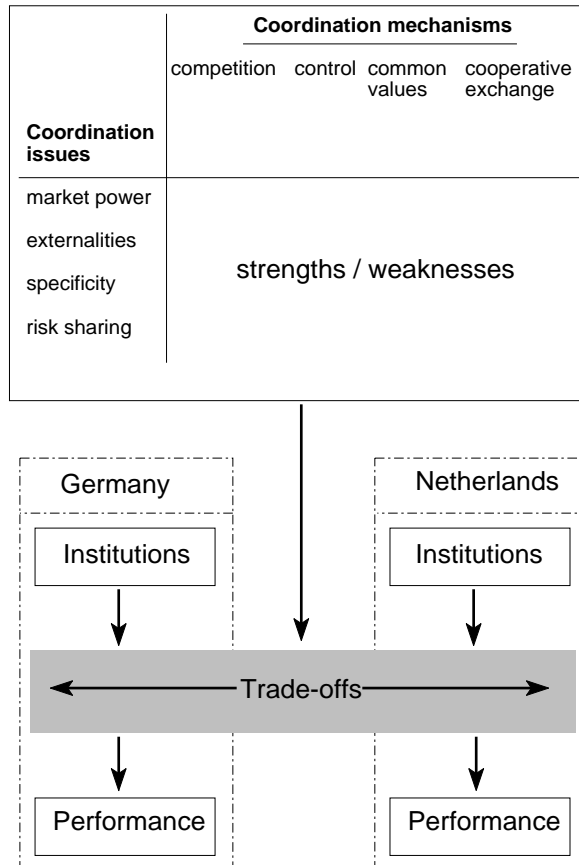 Coordination mechanisms
competition control common cooperative
values exchange
Coordination
issues
market power
externalities
specificity
risk sharing
strengths / weaknesses
Germany Netherlands
Institutions Institutions
Trade-offs
Performance Performance